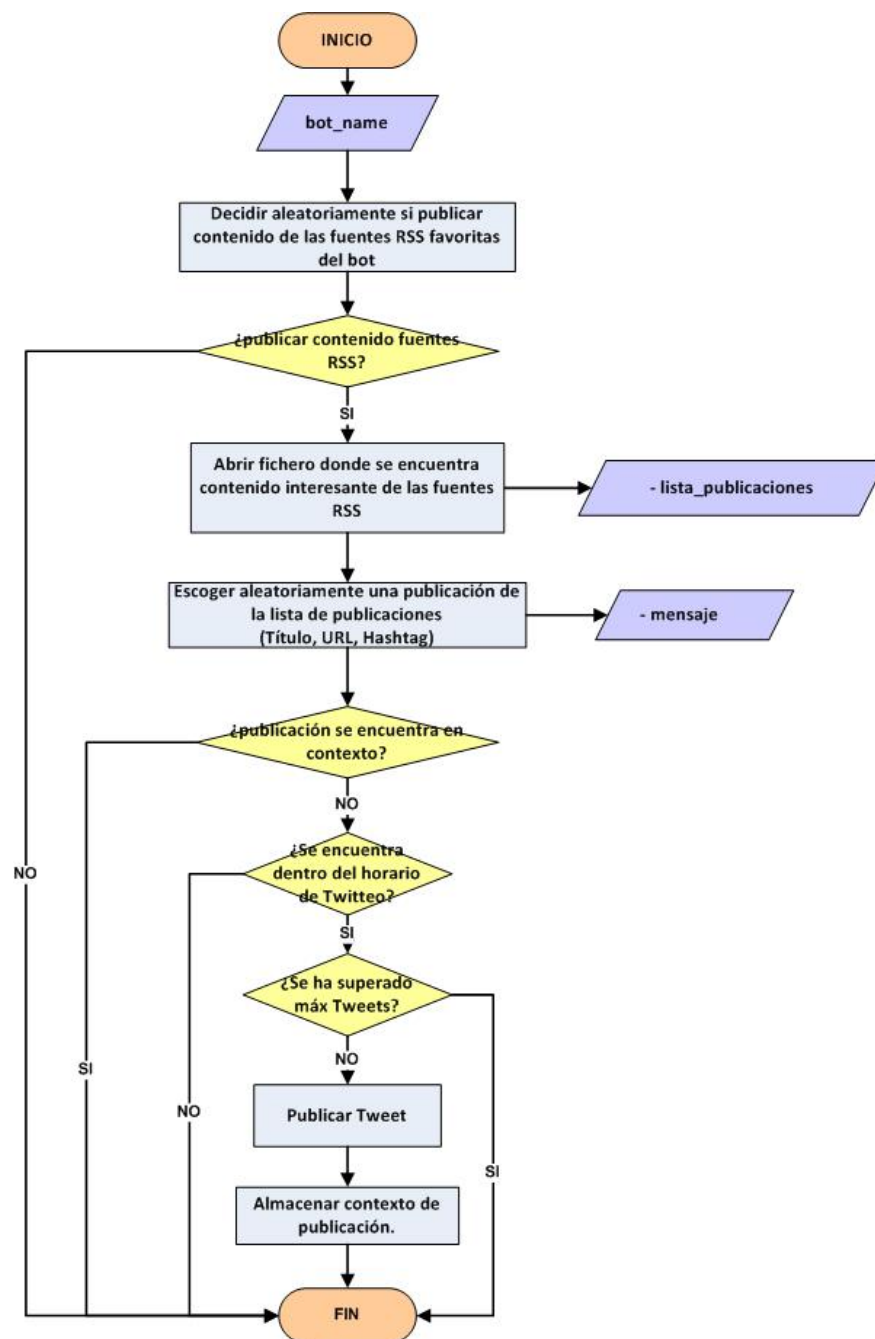 INICIO
bot_name
Decidir aleatoriamente si publicar
contenido de las fuentes RSS favoritas
del bot
¿publicar contenido fuentes
RSS?
SI
Abrir fichero donde se encuentra
contenido interesante de las fuentes
RSS
- lista_publicaciones
Escoger aleatoriamente una publicación de
la lista de publicaciones
(Título, URL, Hashtag)
- mensaje
¿publicación se encuentra en
contexto?
NO
¿Se encuentra
dentro del horario
de Twitteo?
NO
SI
¿Se ha superado
máx Tweets?
NO
SI
Publicar Tweet
NO
SI
Almacenar contexto de
publicación.
FIN